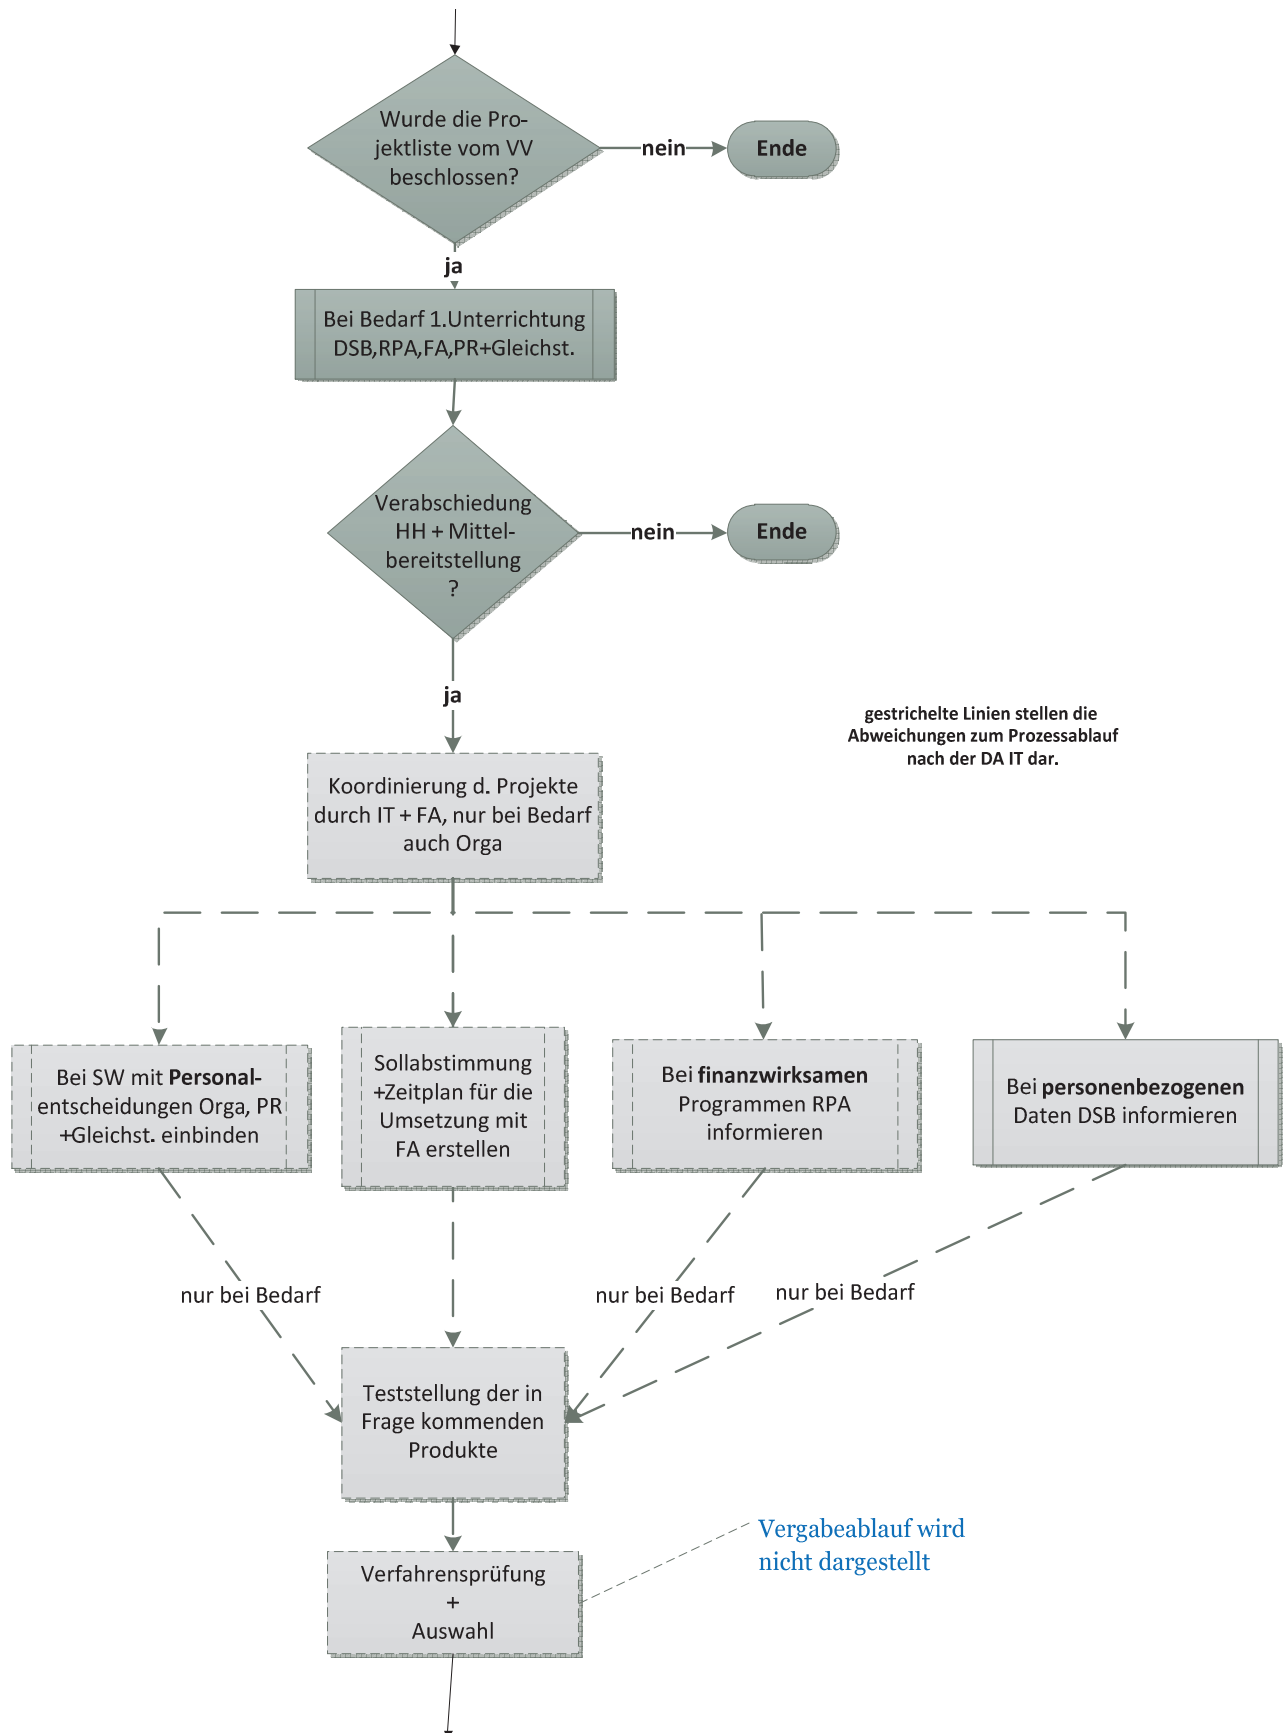 Wurde die Pro-
jektliste vom VV
beschlossen?
nein
Ende
ja
Bei Bedarf 1.Unterrichtung
DSB,RPA,FA,PR+Gleichst.
Verabschiedung
HH + Mittel-
bereitstellung
?
nein
Ende
ja
gestrichelte Linien stellen die
Abweichungen zum Prozessablauf
nach der DA IT dar.
Koordinierung d. Projekte
durch IT + FA, nur bei Bedarf
auch Orga
Bei SW mit Personal-
entscheidungen Orga, PR
+Gleichst. einbinden
Sollabstimmung
+Zeitplan für die
Umsetzung mit
FA erstellen
Bei finanzwirksamen
Programmen RPA
informieren
Bei personenbezogenen
Daten DSB informieren
nur bei Bedarf
nur bei Bedarf
nur bei Bedarf
Teststellung der in
Frage kommenden
Produkte
Vergabeablauf wird
nicht dargestellt
Verfahrensprüfung
+
Auswahl